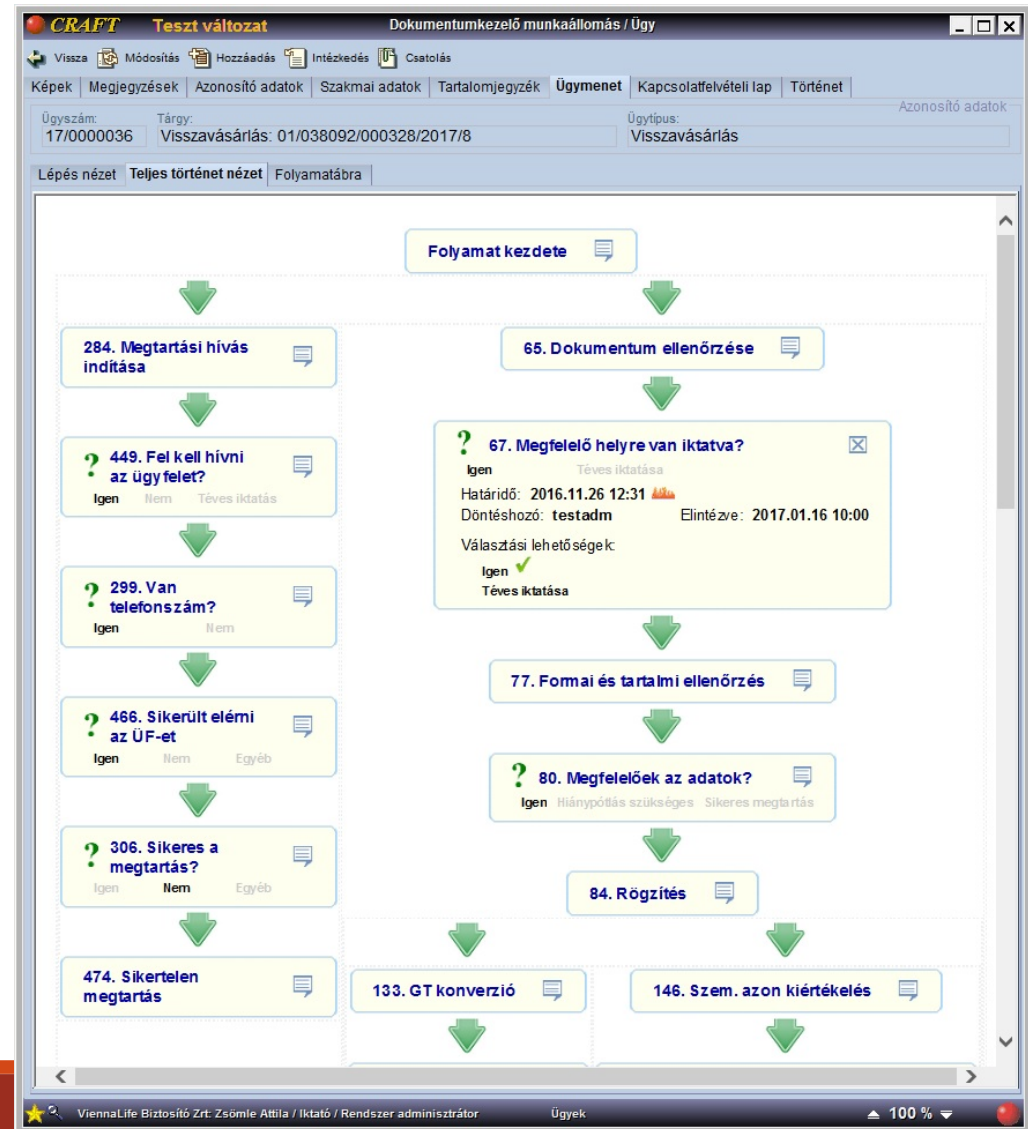 CRAFT Teszt változat Dokumentumkezelő munkaállomás / Ügy
Vissza Módosítás Hozzáadás Intézkedés Csatolás
Képek Megjegyzések Azonosító adatok Szakmai adatok Tartalomjegyzék Ügymenet Kapcsolatfelvételi lap Történet
Azonosító adatok
Ügyszám: Tárgy: Ügytípus:
17/0000036 Visszavásárlás: 01/038092/000328/2017/8 Visszavásárlás
Lépés nézet Teljes történet nézet Folyamatábra
Folyamat kezdete
284. Megtartási hívás
indítása
449. Fel kell hívni
az ügyfelet?
Igen Nem Téves iktatás
299. Van
telefonszám?
Igen Nem
466. Sikerült elérni
az ÜF-et
Igen Nem Egyéb
306. Sikeres a
megtartás?
Igen Nem Egyéb
474. Sikertelen
megtartás
65. Dokumentum ellenőrzése
67. Megfelelő helyre van iktatva?
Igen Téves iktatása
Határidő: 2016.11.26 12:31
Döntéshozó: testadm Elintézve: 2017.01.16 10:00
Választási lehetőségek:
Igen
Téves iktatása
77. Formai és tartalmi ellenőrzés
80. Megfelelőek az adatok?
Igen Hiánypótlás szükséges Sikeres megtartás
84. Rögzítés
133. GT konverzió
146. Szem. azon kiértékelés
ViennaLife Biztosító Zrt: Zsömle Attila / Iktató / Rendszer adminisztrátor Ügyek 100 %